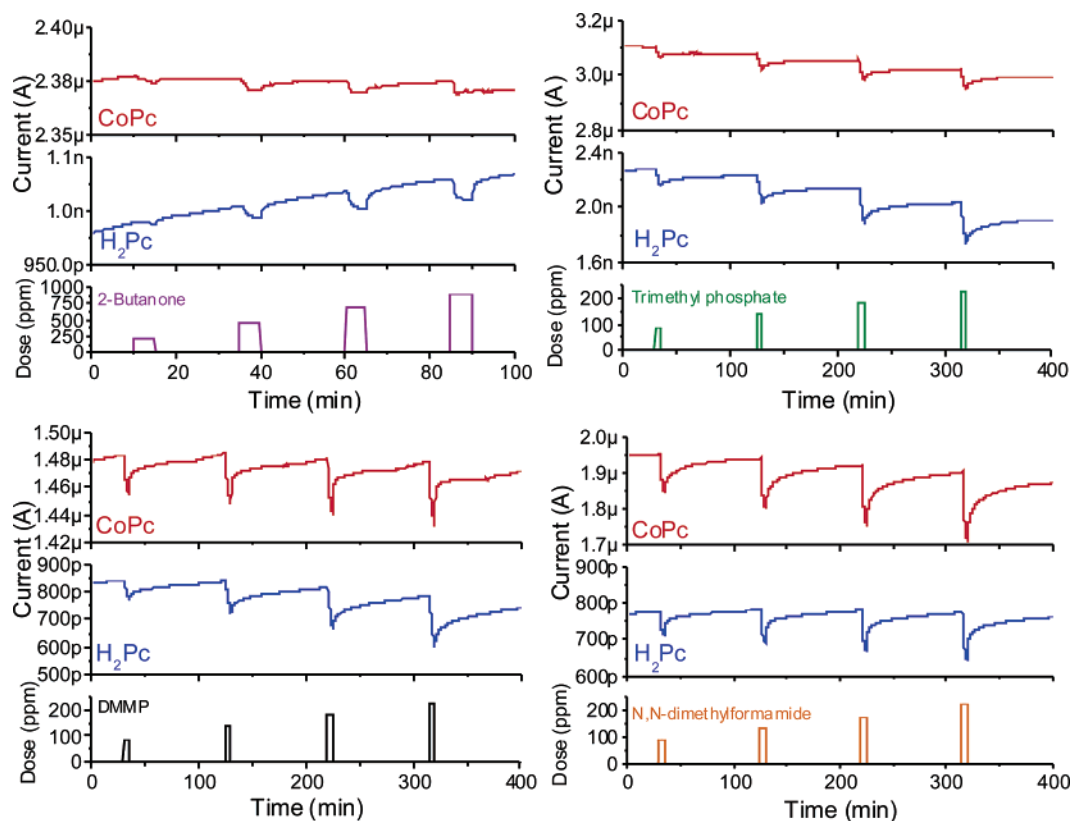 2.40µ
2.38µ
2.35µ
CoPc
Current (A)
1.1n
1.0n
950.0p
H2Pc
Dose (ppm)
1000
750
500
250
0
2-Butanone
0 20 40 60 80 100
Time (min)
3.2µ
3.0µ
2.8µ
CoPc
Current (A)
2.4n
2.0n
1.6n
H2Pc
Dose (ppm)
200
100
0
Trimethyl phosphate
0 100 200 300 400
Time (min)
1.50µ
1.48µ
1.46µ
1.44µ
1.42µ
CoPc
Current (A)
900p
800p
700p
600p
500p
H2Pc
Dose (ppm)
200
100
0
DMMP
0 100 200 300 400
Time (min)
2.0µ
1.9µ
1.8µ
1.7µ
CoPc
Current (A)
900p
800p
700p
600p
H2Pc
Dose (ppm)
200
100
0
N,N-dimethylformamide
0 100 200 300 400
Time (min)